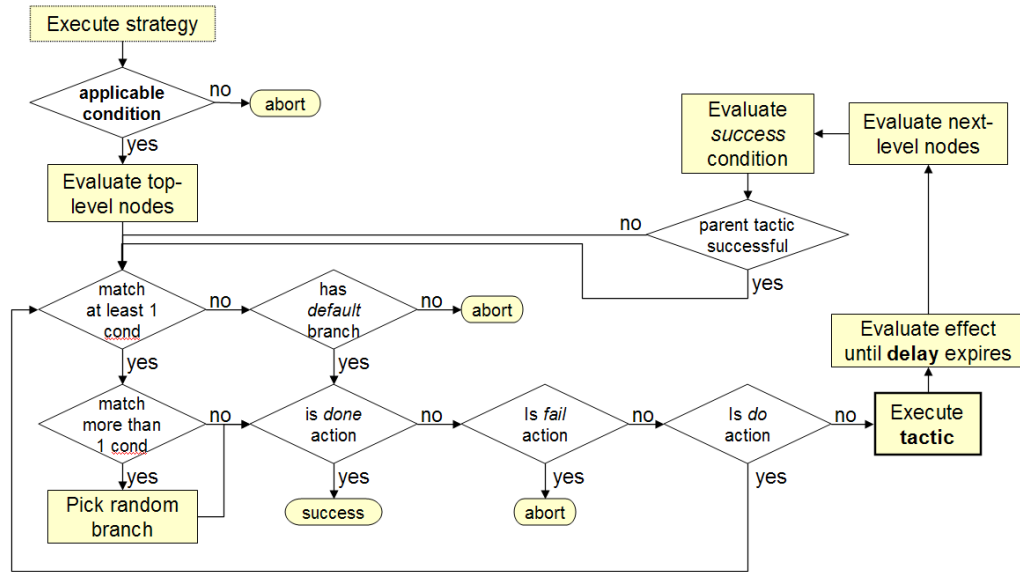 Execute strategy
applicable
condition
no
abort
yes
Evaluate top-
level nodes
Evaluate
success
condition
Evaluate next-
level nodes
no
parent tactic
successful
yes
match
at least 1
cond
no
has
default
branch
no
abort
yes
yes
Evaluate effect
until delay expires
match
more than
1 cond
no
is done
action
no
Is fail
action
no
Is do
action
no
Execute
tactic
yes
yes
yes
yes
Pick random
branch
success
abort